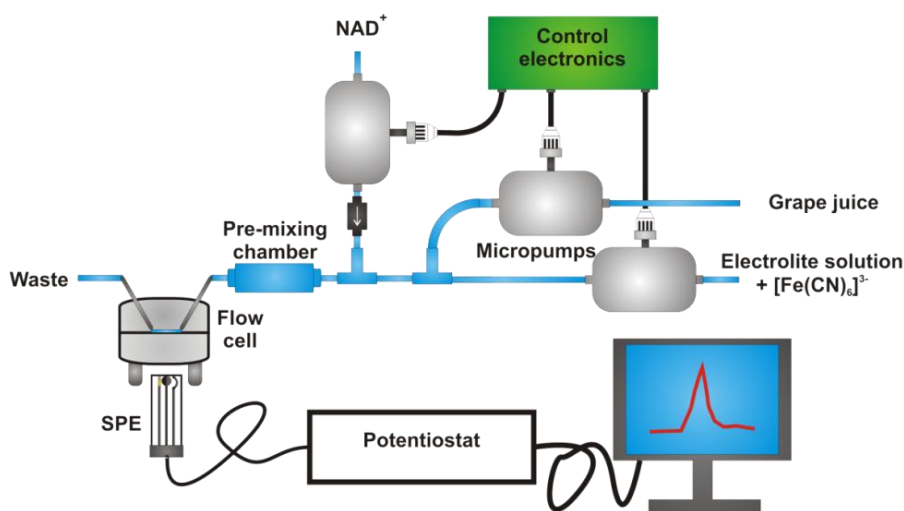 NAD+
Control
electronics
Grape juice
Pre-mixing
chamber
Micropumps
Electrolite solution
+ [Fe(CN)₆]³⁻
Waste
Flow
cell
SPE
Potentiostat